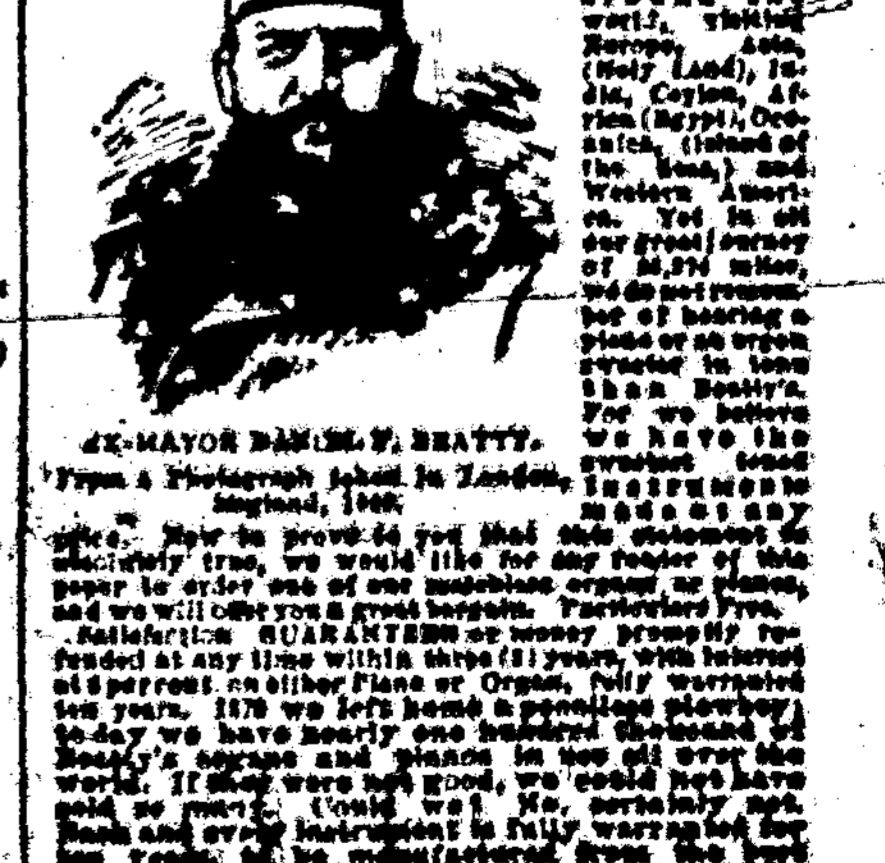 world, visiting
Europe, Asia,
(Holy Land), In-
dia, Ceylon, Af-
rica (Egypt), Oce-
anica, (Island of
the Seas,) and
Western Ameri-
ca. Yet in all
our great journey
of miles,
we do not remem-
ber of hearing a
piano or an organ
sweeter in tone
than Beatty's.
For we believe
we have the
sweetest toned
instruments
made at any
EX-MAYOR DANIEL F. BEATTY.
From a Photograph taken in London,
England,
price. Now to prove to you that this statement is
absolutely true, we would like for any reader of this
paper to order one of our matchless organs or pianos,
and we will offer you a great bargain. Particulars Free.
Satisfaction GUARANTEED or money promptly re-
funded at any time within three (3) years, with interest
at percent. on either Piano or Organ, fully warranted
ten years. 1870 we left home a penniless plowboy;
today we have nearly one hundred thousand of
Beatty's organs and pianos in use all over the
world. If they were not good, we could not have
sold so many. Could we? No, certainly not.
Each and every instrument is fully warranted for
ten years, to be manufactured from the best